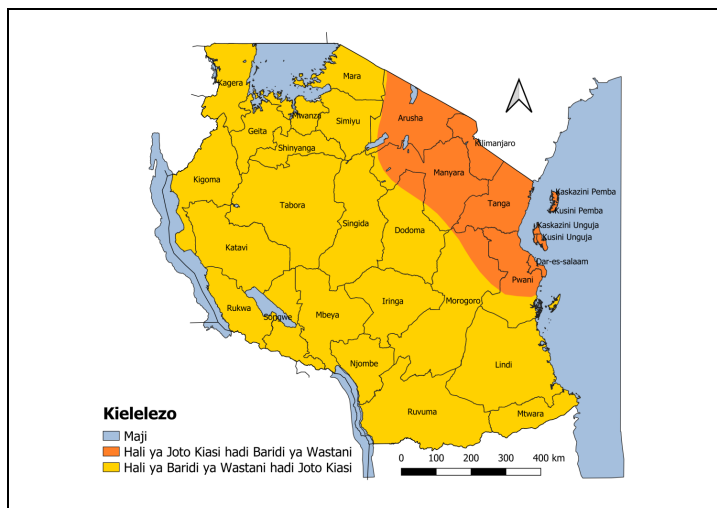 Mara
Kagera
Arusha
Mwanza
Simiyu
Geita
Kilimanjaro
Shinyanga
Manyara
Kigoma
Kaskazini Pemba
Tabora
Tanga
Kusini Pemba
Singida
Kaskazini Unguja
Dodoma
Kusini Unguja
Katavi
Dar-es-salaam
Pwani
Iringa
Morogoro
Rukwa
Mbeya
Songwe
Njombe
Lindi
Ruvuma
Mtwara
Kielelezo
Maji
Hali ya Joto Kiasi hadi Baridi ya Wastani
Hali ya Baridi ya Wastani hadi Joto Kiasi
0 100 200 300 400 km